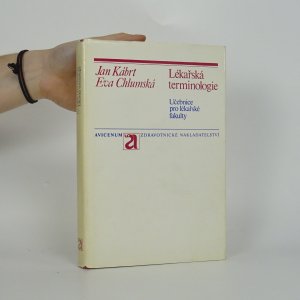 Jan Kábrt
Eva Chlumská
Lékařská
terminologie
Učebnice
pro lékařské
fakulty
AVICENUM
ZDRAVOTNICKÉ NAKLADATELSTVÍ
a
a